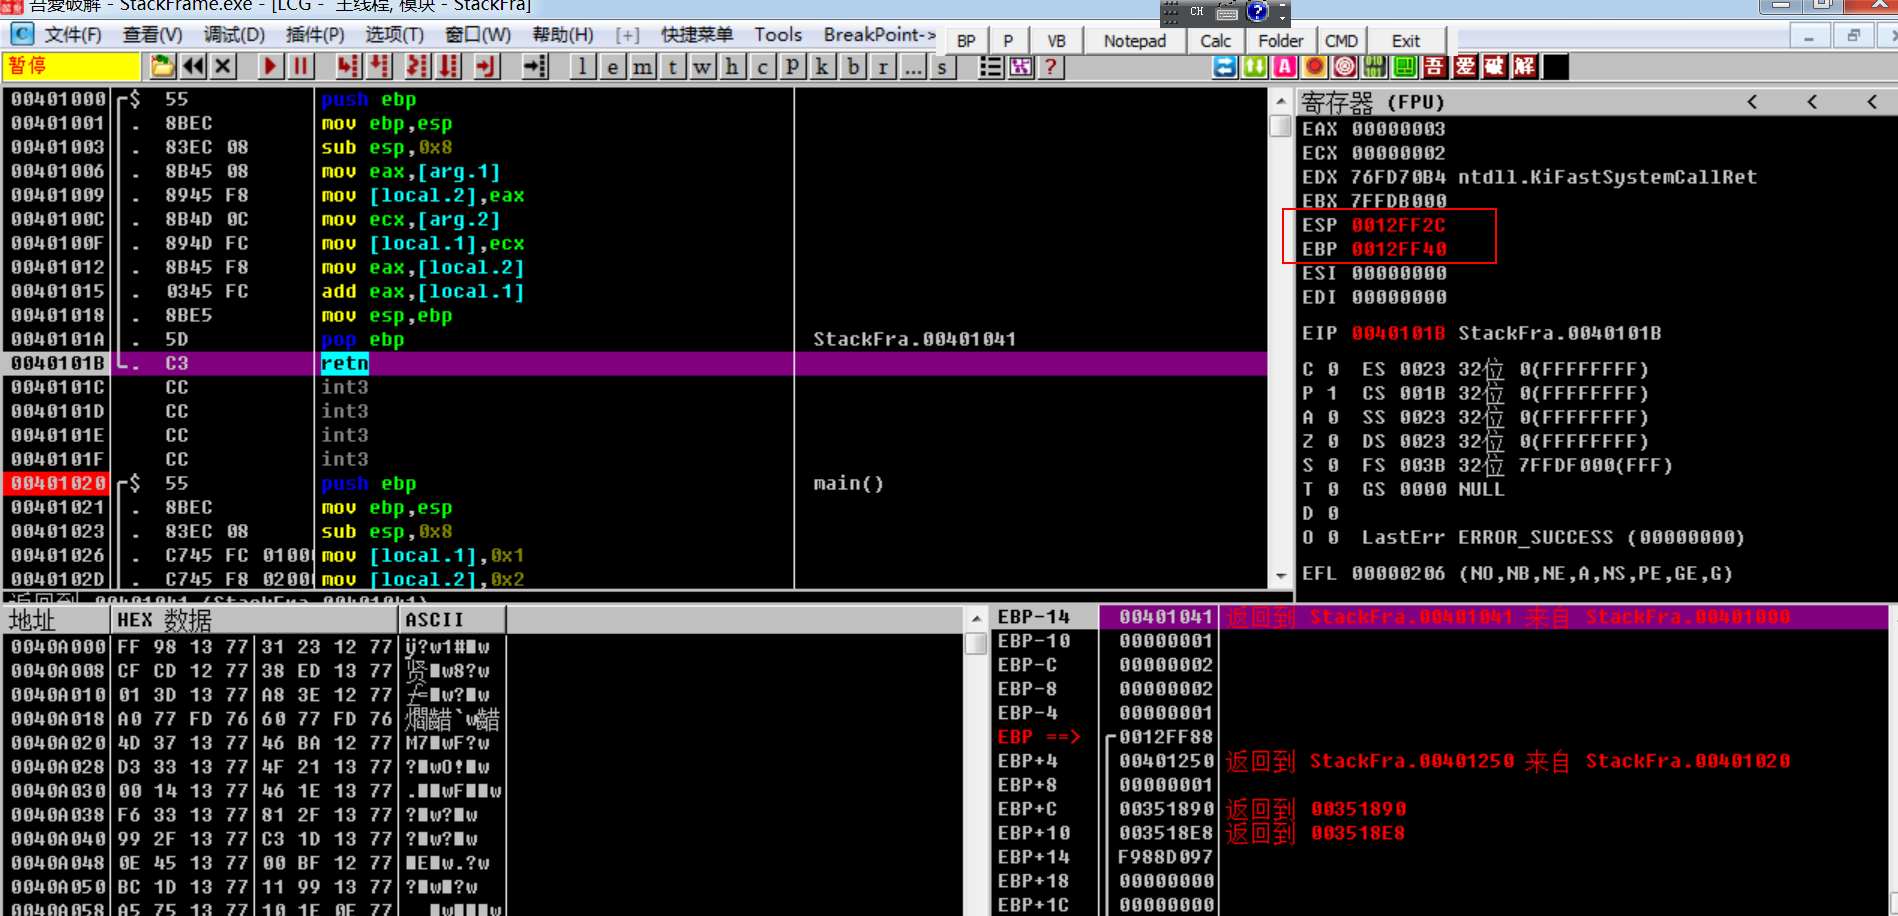 吾愛破解 - StackFrame.exe - [LCG - 主线程, 模块 - StackFra]
CH
文件(F) 查看(V) 调试(D) 插件(P) 选项(T) 窗口(W) 帮助(H) [+] 快捷菜单 Tools BreakPoint->
BP P VB Notepad Calc Folder CMD Exit
暂停 l e m t w h c p k b r ... s ? 吾 爱 破 解
00401000 $ 55 push ebp
00401001 . 8BEC mov ebp,esp
00401003 . 83EC 08 sub esp,0x8
00401006 . 8B45 08 mov eax,[arg.1]
00401009 . 8945 F8 mov [local.2],eax
0040100C . 8B4D 0C mov ecx,[arg.2]
0040100F . 894D FC mov [local.1],ecx
00401012 . 8B45 F8 mov eax,[local.2]
00401015 . 0345 FC add eax,[local.1]
00401018 . 8BE5 mov esp,ebp
0040101A . 5D pop ebp StackFra.00401041
0040101B . C3 retn
0040101C CC int3
0040101D CC int3
0040101E CC int3
0040101F CC int3
00401020 $ 55 push ebp main()
00401021 . 8BEC mov ebp,esp
00401023 . 83EC 08 sub esp,0x8
00401026 . C745 FC 0100 mov [local.1],0x1
0040102D . C745 F8 0200 mov [local.2],0x2
返回到 00401041 (StackFra.00401041)
寄存器 (FPU) < < <
EAX 00000003
ECX 00000002
EDX 76FD70B4 ntdll.KiFastSystemCallRet
EBX 7FFDB000
ESP 0012FF2C
EBP 0012FF40
ESI 00000000
EDI 00000000
EIP 0040101B StackFra.0040101B
C 0 ES 0023 32位 0(FFFFFFFF)
P 1 CS 001B 32位 0(FFFFFFFF)
A 0 SS 0023 32位 0(FFFFFFFF)
Z 0 DS 0023 32位 0(FFFFFFFF)
S 0 FS 003B 32位 7FFDF000(FFF)
T 0 GS 0000 NULL
D 0
O 0 LastErr ERROR_SUCCESS (00000000)
EFL 00000206 (NO,NB,NE,A,NS,PE,GE,G)
地址 HEX 数据 ASCII
0040A000 FF 98 13 77 31 23 12 77 ÿ?w1#■w
0040A008 CF CD 12 77 38 ED 13 77 贤■w8?w
0040A010 01 3D 13 77 A8 3E 12 77
0040A018 A0 77 FD 76 60 77 FD 76
0040A020 4D 37 13 77 46 BA 12 77 M7■wF?w
0040A028 D3 33 13 77 4F 21 13 77 ?■wO!■w
0040A030 00 14 13 77 46 1E 13 77 .■■wF■■w
0040A038 F6 33 13 77 81 2F 13 77 ?■w?■w
0040A040 99 2F 13 77 C3 1D 13 77 ?■w?■w
0040A048 0E 45 13 77 00 BF 12 77 ■E■w.?w
0040A050 BC 1D 13 77 11 99 13 77 ?■w■?w
0040A058 A5 75 13 77 10 1E 0F 77
EBP-14 00401041 返回到 StackFra.00401041 来自 StackFra.00401000
EBP-10 00000001
EBP-C 00000002
EBP-8 00000002
EBP-4 00000001
EBP ==> 0012FF88
EBP+4 00401250 返回到 StackFra.00401250 来自 StackFra.00401020
EBP+8 00000001
EBP+C 00351890 返回到 00351890
EBP+10 003518E8 返回到 003518E8
EBP+14 F988D097
EBP+18 00000000
EBP+1C 00000000